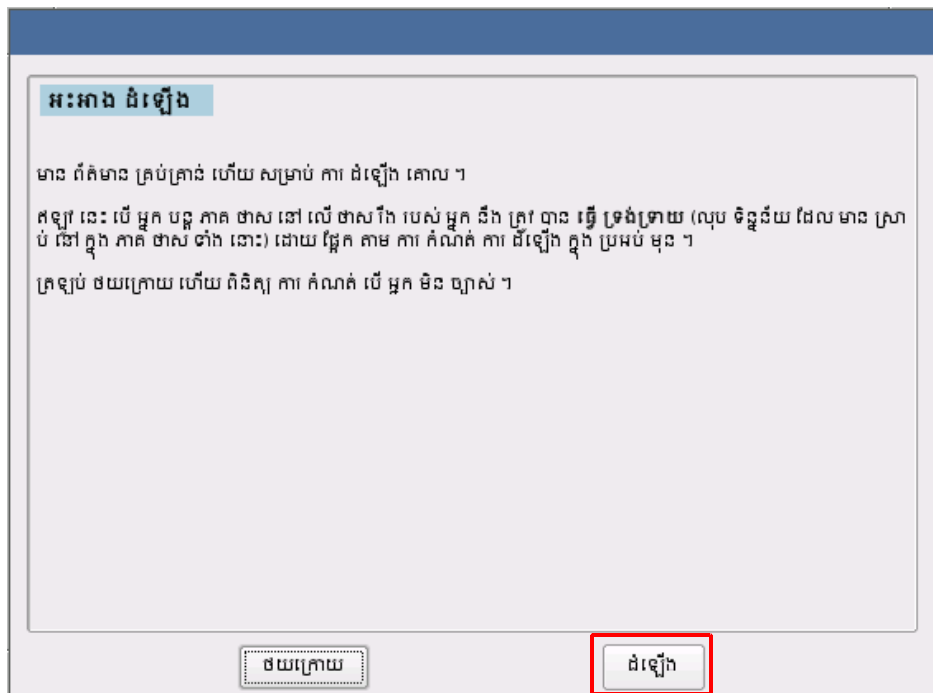 អះអាង ដំឡើង
មាន ព័ត៌មាន គ្រប់គ្រាន់ ហើយ សម្រាប់ ការ ដំឡើង គោល ។
ឥឡូវ នេះ បើ អ្នក បន្ត ភាគ ថាស នៅ លើ ថាស រឹង របស់ អ្នក នឹង ត្រូវ បាន ធ្វើ ទ្រង់ទ្រាយ (លុប ទិន្នន័យ ដែល មាន ស្រា
ប់ នៅ ក្នុង ភាគ ថាស ទាំង នោះ) ដោយ ផ្អែក តាម ការ កំណត់ ការ ដំឡើង ក្នុង ប្រអប់ មុន ។
ត្រឡប់ ថយក្រោយ ហើយ ពិនិត្យ ការ កំណត់ បើ អ្នក មិន ច្បាស់ ។
ថយក្រោយ
ដំឡើង